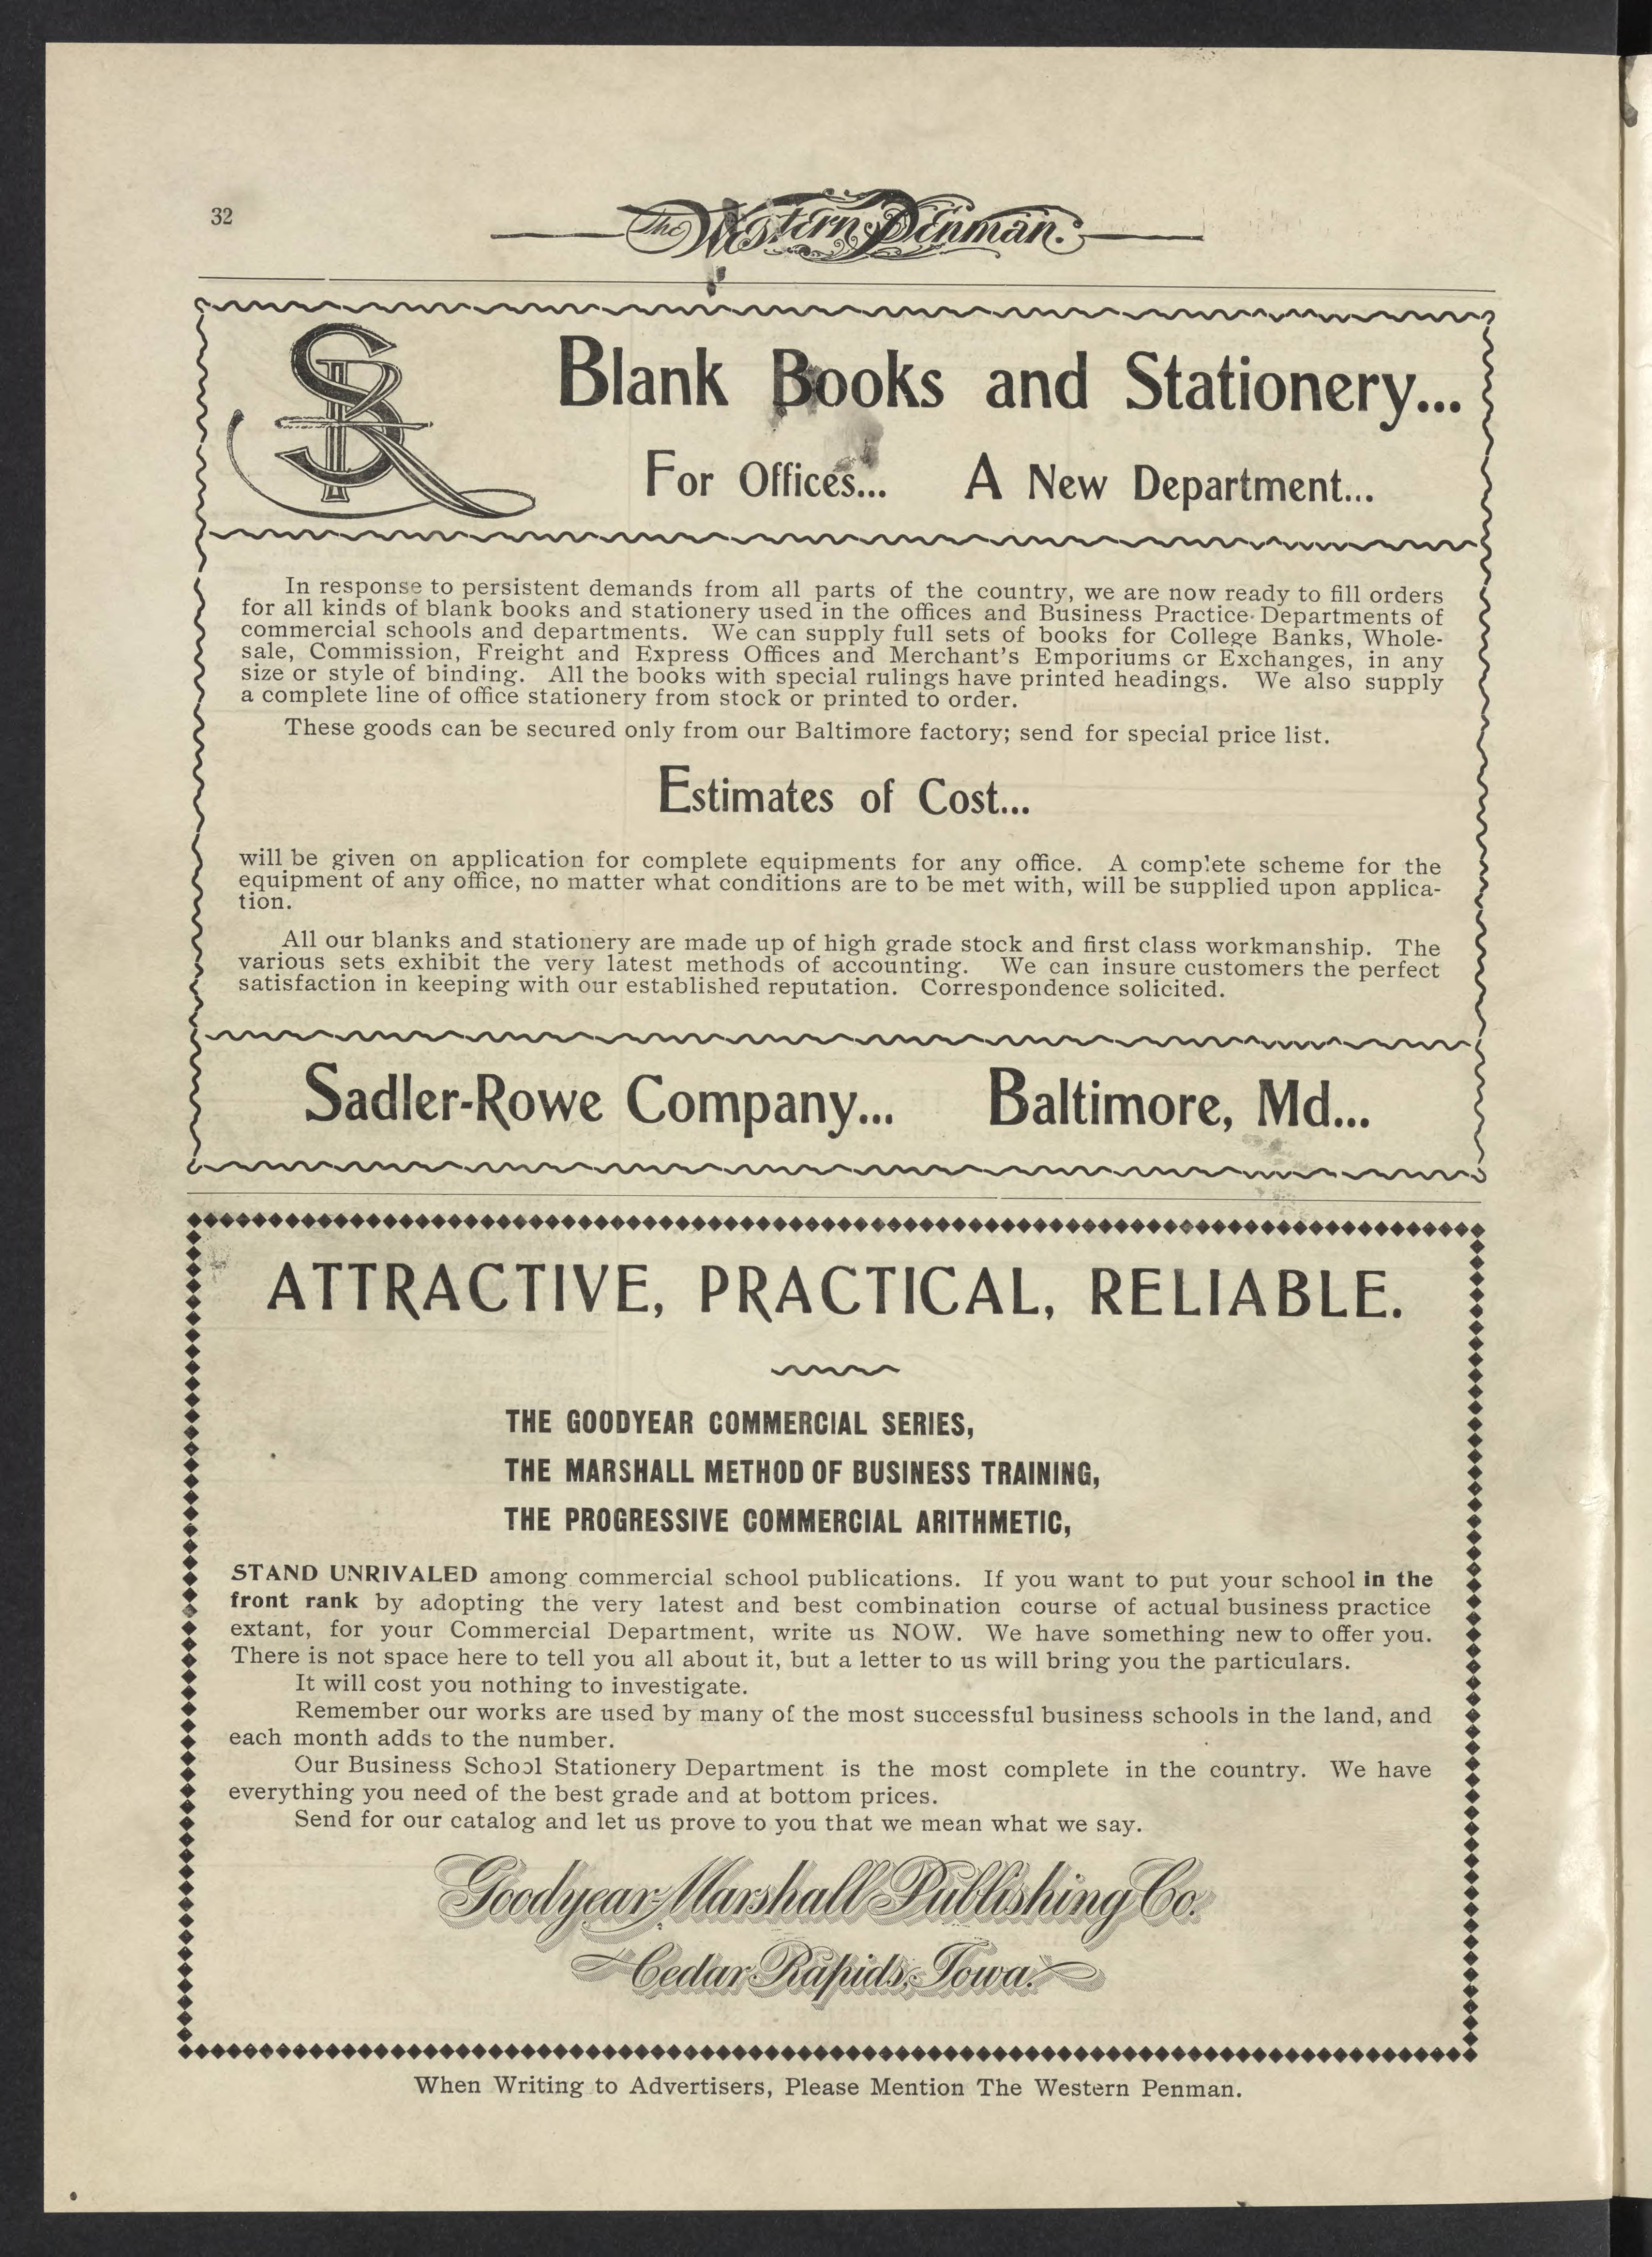 32
The Western Penman.
SR
Blank Books and Stationery...
For Offices... A New Department...
In response to persistent demands from all parts of the country, we are now ready to fill orders
for all kinds of blank books and stationery used in the offices and Business Practice Departments of
commercial schools and departments. We can supply full sets of books for College Banks, Whole-
sale, Commission, Freight and Express Offices and Merchant's Emporiums or Exchanges, in any
size or style of binding. All the books with special rulings have printed headings. We also supply
a complete line of office stationery from stock or printed to order.
These goods can be secured only from our Baltimore factory; send for special price list.
Estimates of Cost...
will be given on application for complete equipments for any office. A complete scheme for the
equipment of any office, no matter what conditions are to be met with, will be supplied upon applica-
tion.
All our blanks and stationery are made up of high grade stock and first class workmanship. The
various sets exhibit the very latest methods of accounting. We can insure customers the perfect
satisfaction in keeping with our established reputation. Correspondence solicited.
Sadler-Rowe Company... Baltimore, Md...
ATTRACTIVE, PRACTICAL, RELIABLE.
THE GOODYEAR COMMERCIAL SERIES,
THE MARSHALL METHOD OF BUSINESS TRAINING,
THE PROGRESSIVE COMMERCIAL ARITHMETIC,
STAND UNRIVALED among commercial school publications. If you want to put your school in the
front rank by adopting the very latest and best combination course of actual business practice
extant, for your Commercial Department, write us NOW. We have something new to offer you.
There is not space here to tell you all about it, but a letter to us will bring you the particulars.
It will cost you nothing to investigate.
Remember our works are used by many of the most successful business schools in the land, and
each month adds to the number.
Our Business School Stationery Department is the most complete in the country. We have
everything you need of the best grade and at bottom prices.
Send for our catalog and let us prove to you that we mean what we say.
Goodyear-Marshall Publishing Co.
Cedar Rapids, Iowa.
When Writing to Advertisers, Please Mention The Western Penman.